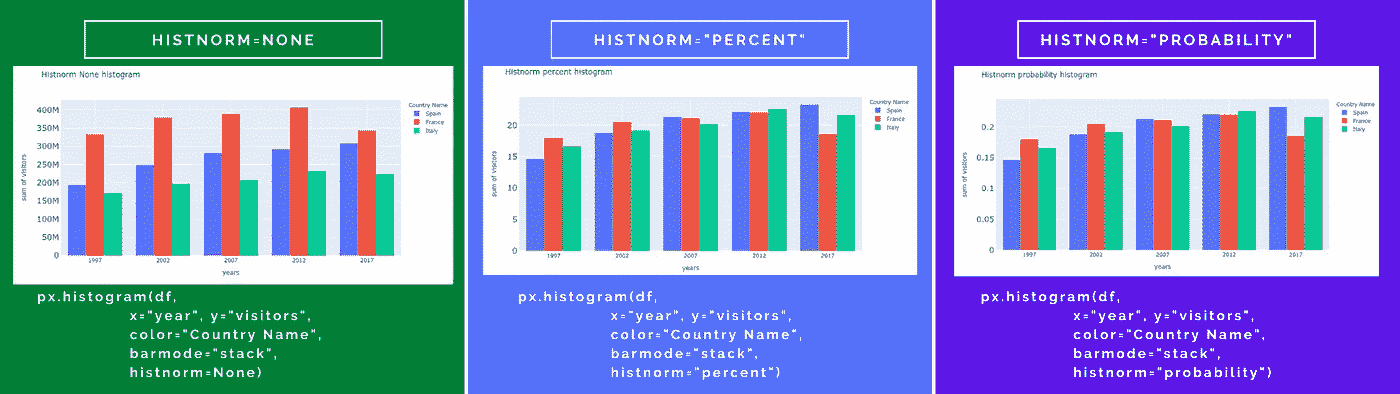 HISTNORM=NONE
Histnorm None histogram
400M
350M
300M
250M
200M
150M
100M
50M
0
sum of visitors
1997
2002
2007
2012
2017
years
Country Name
Spain
France
Italy
px.histogram(df,
x="year", y="visitors",
color="Country Name",
barmode="stack",
histnorm=None)
HISTNORM="PERCENT"
Histnorm percent histogram
20
15
10
5
0
sum of visitors
1997
2002
2007
2012
2017
years
Country Name
Spain
France
Italy
px.histogram(df,
x="year", y="visitors",
color="Country Name",
barmode="stack",
histnorm="percent")
HISTNORM="PROBABILITY"
Histnorm probability histogram
0.2
0.15
0.1
0.05
0
sum of visitors
1997
2002
2007
2012
2017
years
Country Name
Spain
France
Italy
px.histogram(df,
x="year", y="visitors",
color="Country Name",
barmode="stack",
histnorm="probability")